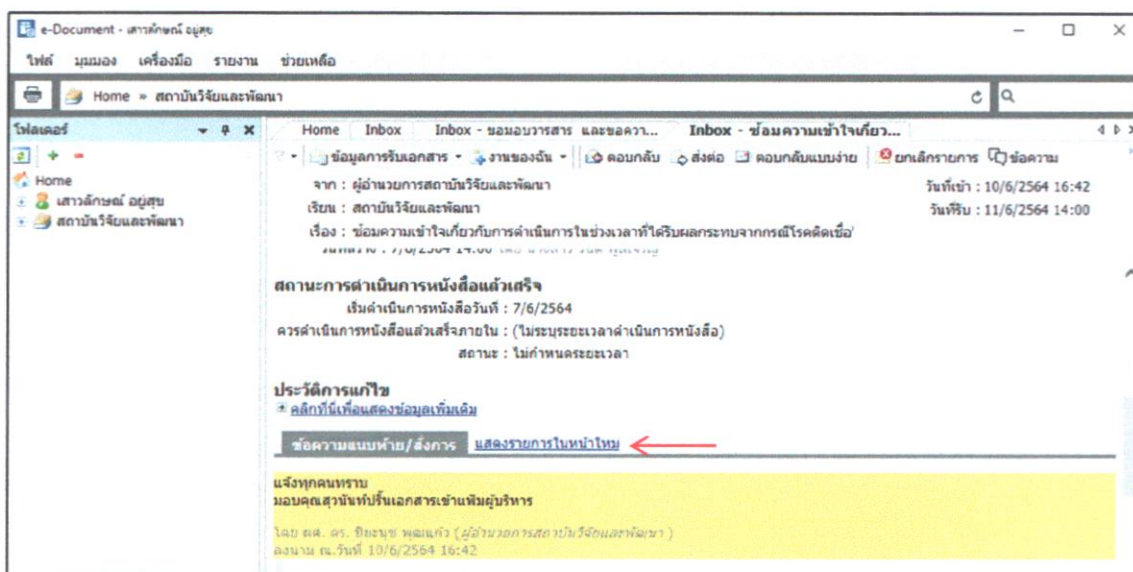 e-Document - เสาวลักษณ์ อยู่สุข
ไฟล์ มุมมอง เครื่องมือ รายงาน ช่วยเหลือ
Home » สถาบันวิจัยและพัฒนา
โฟลเดอร์
Home
เสาวลักษณ์ อยู่สุข
สถาบันวิจัยและพัฒนา
Home Inbox Inbox - ขอมอบวารสาร และขอควา... Inbox - ซ้อมความเข้าใจเกี่ยว...
ข้อมูลการรับเอกสาร งานของฉัน ตอบกลับ ส่งต่อ ตอบกลับแบบง่าย ยกเลิกรายการ ข้อความ
จาก : ผู้อำนวยการสถาบันวิจัยและพัฒนา วันที่เข้า : 10/6/2564 16:42
เรียน : สถาบันวิจัยและพัฒนา วันที่รับ : 11/6/2564 14:00
เรื่อง : ซ้อมความเข้าใจเกี่ยวกับการดำเนินการในช่วงเวลาที่ได้รับผลกระทบจากกรณีโรคติดเชื้อ
สถานะการดำเนินการหนังสือแล้วเสร็จ
เริ่มดำเนินการหนังสือวันที่ : 7/6/2564
ควรดำเนินการหนังสือแล้วเสร็จภายใน : (ไม่ระบุระยะเวลาดำเนินการหนังสือ)
สถานะ : ไม่กำหนดระยะเวลา
ประวัติการแก้ไข
คลิกที่นี่เพื่อแสดงข้อมูลเพิ่มเติม
ข้อความแนบท้าย/สั่งการ แสดงรายการในหน้าใหม่
แจ้งทุกคนทราบ
มอบคุณสุวนันท์ปริ้นเอกสารเข้าแฟ้มผู้บริหาร
โดย ผศ. ดร. ปิยะนุช พุฒแก้ว (ผู้อำนวยการสถาบันวิจัยและพัฒนา )
ลงนาม ณ.วันที่ 10/6/2564 16:42